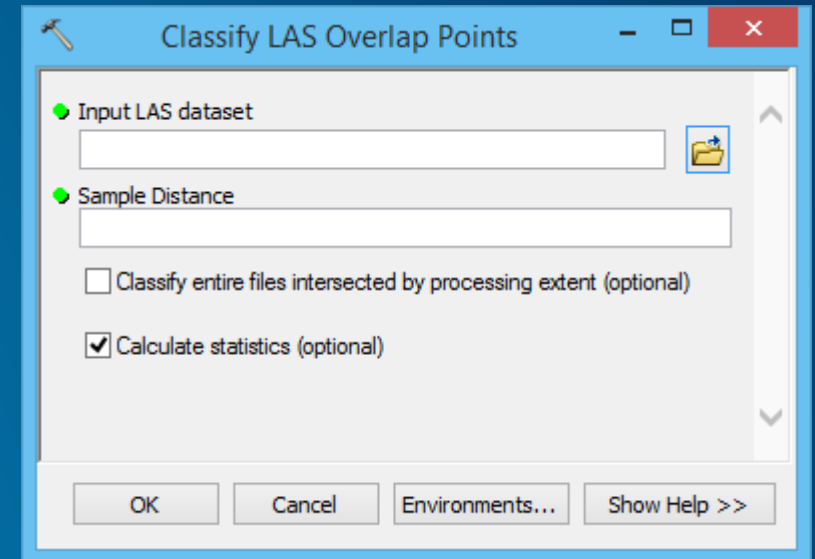 Classify LAS Overlap Points
Input LAS dataset
Sample Distance
Classify entire files intersected by processing extent (optional)
Calculate statistics (optional)
OK Cancel Environments... Show Help >>